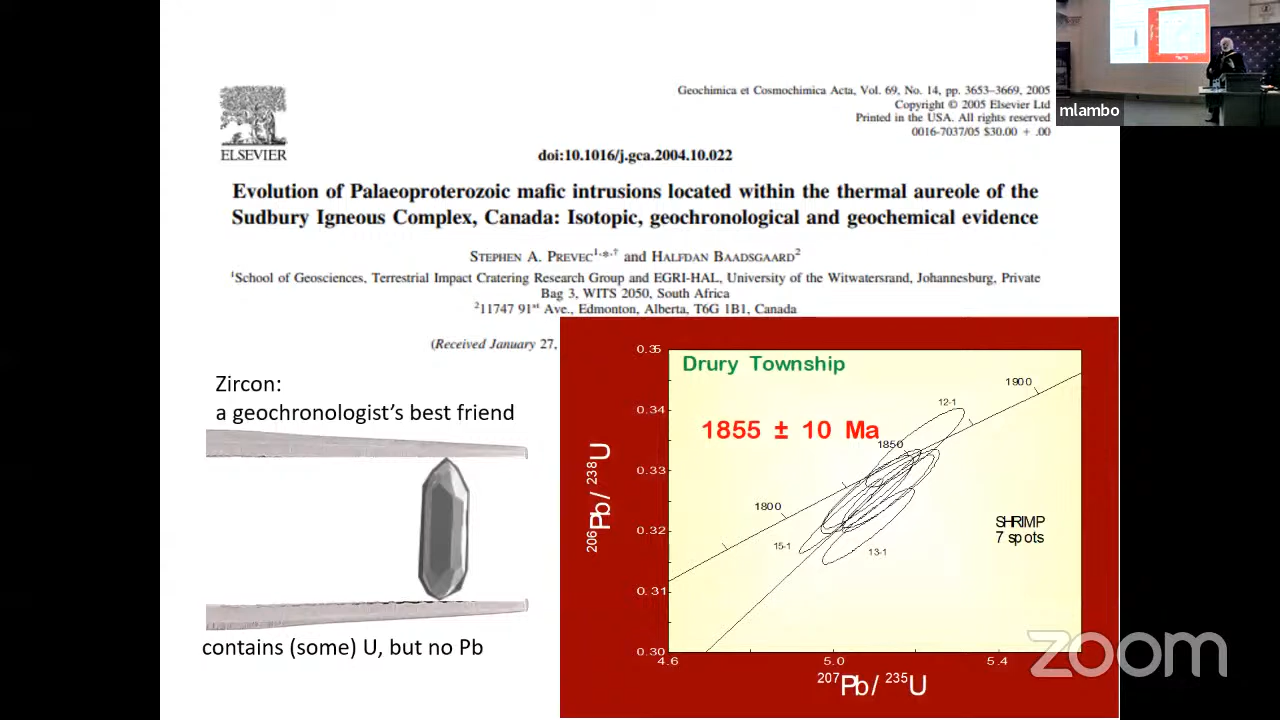 mlambo
Geochimica et Cosmochimica Acta, Vol. 69, No. 14, pp. 3653–3669, 2005
Copyright © 2005 Elsevier Ltd
Printed in the USA. All rights reserved
0016-7037/05 $30.00 + .00
ELSEVIER
doi:10.1016/j.gca.2004.10.022
Evolution of Palaeoproterozoic mafic intrusions located within the thermal aureole of the
Sudbury Igneous Complex, Canada: Isotopic, geochronological and geochemical evidence
STEPHEN A. PREVEC¹,*,† and HALFDAN BAADSGAARD²
¹School of Geosciences, Terrestrial Impact Cratering Research Group and EGRI-HAL, University of the Witwatersrand, Johannesburg, Private
Bag 3, WITS 2050, South Africa
²11747 91st Ave., Edmonton, Alberta, T6G 1B1, Canada
(Received January 27,
Zircon:
a geochronologist's best friend
contains (some) U, but no Pb
Drury Township
1855 ± 10 Ma
0.35
0.34
0.33
0.32
0.31
0.30
206Pb/ 238U
1900
12-1
1850
1800
15-1
13-1
SHRIMP
7 spots
4.6
5.0
5.4
207Pb/ 235U
zoom